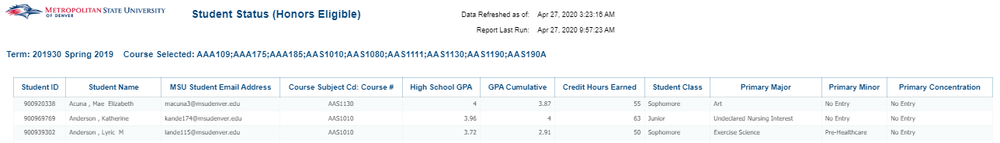 METROPOLITAN STATE UNIVERSITY
OF DENVER
Student Status (Honors Eligible)
Data Refreshed as of: Apr 27, 2020 3:23:16 AM
Report Last Run: Apr 27, 2020 9:57:23 AM
Term: 201930 Spring 2019 Course Selected: AAA109;AAA175;AAA185;AAS1010;AAS1080;AAS1111;AAS1130;AAS1190;AAS190A
Student ID Student Name MSU Student Email Address Course Subject Cd: Course # High School GPA GPA Cumulative Credit Hours Earned Student Class Primary Major Primary Minor Primary Concentration
900920338 Acuna , Mae Elizabeth macuna3@msudenver.edu AAS1130 4 3.87 55 Sophomore Art No Entry No Entry
900969769 Anderson , Katherine kande174@msudenver.edu AAS1010 3.96 4 63 Junior Undeclared Nursing Interest No Entry No Entry
900939302 Anderson , Lyric M lande115@msudenver.edu AAS1010 3.72 2.91 50 Sophomore Exercise Science Pre-Healthcare No Entry